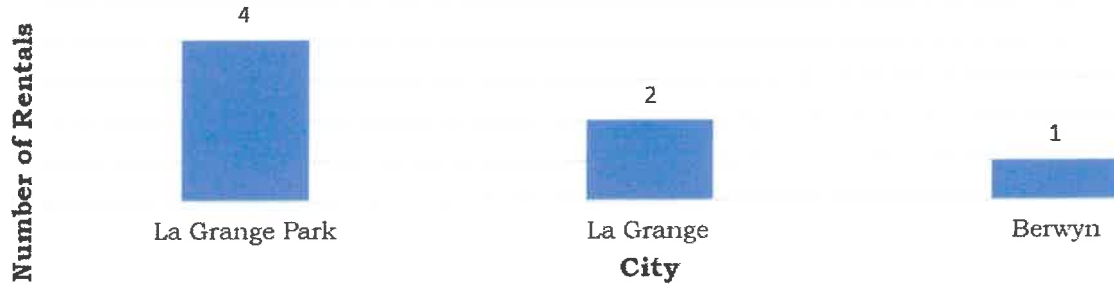 Number of Rentals
4
2
1
La Grange Park
La Grange
Berwyn
City